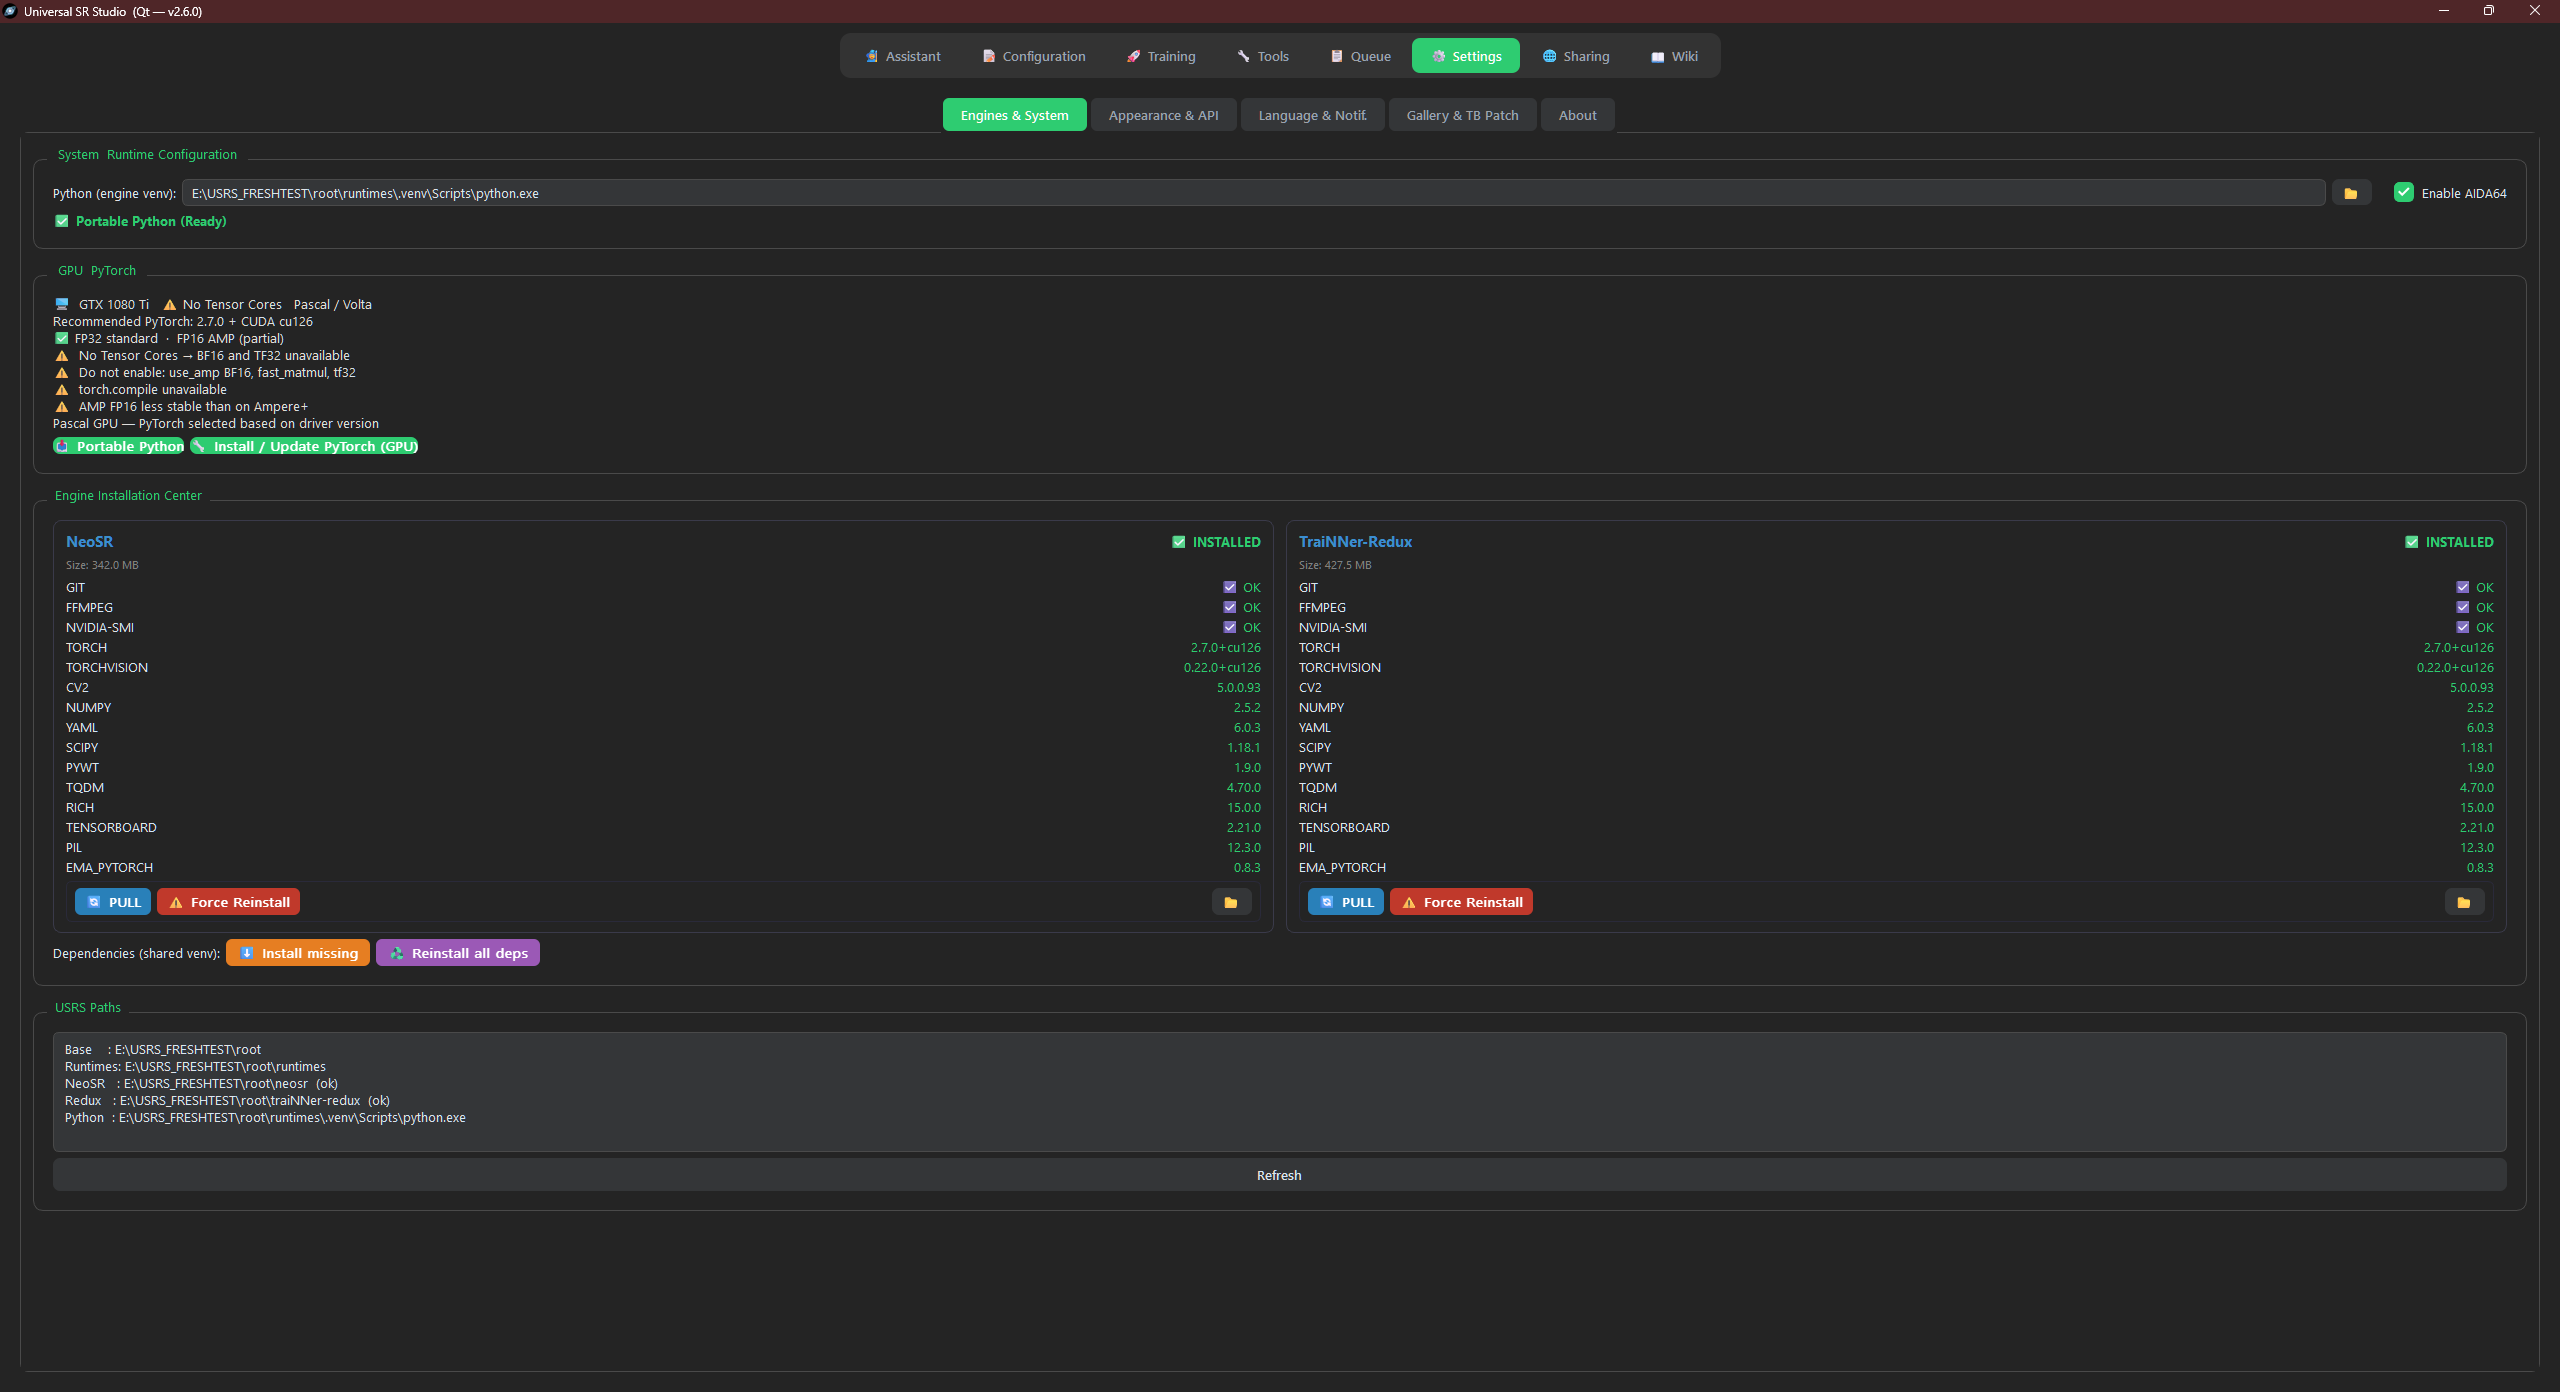 Universal SR Studio (Qt — v2.6.0)
Assistant Configuration Training Tools Queue Settings Sharing Wiki
Engines & System Appearance & API Language & Notif. Gallery & TB Patch About
System Runtime Configuration
Python (engine venv): E:\USRS_FRESHTEST\root\runtimes\.venv\Scripts\python.exe Enable AIDA64
Portable Python (Ready)
GPU PyTorch
GTX 1080 Ti No Tensor Cores Pascal / Volta
Recommended PyTorch: 2.7.0 + CUDA cu126
FP32 standard · FP16 AMP (partial)
No Tensor Cores → BF16 and TF32 unavailable
Do not enable: use_amp BF16, fast_matmul, tf32
torch.compile unavailable
AMP FP16 less stable than on Ampere+
Pascal GPU — PyTorch selected based on driver version
Portable Python Install / Update PyTorch (GPU)
Engine Installation Center
NeoSR INSTALLED
Size: 342.0 MB
GIT OK
FFMPEG OK
NVIDIA-SMI OK
TORCH 2.7.0+cu126
TORCHVISION 0.22.0+cu126
CV2 5.0.0.93
NUMPY 2.5.2
YAML 6.0.3
SCIPY 1.18.1
PYWT 1.9.0
TQDM 4.70.0
RICH 15.0.0
TENSORBOARD 2.21.0
PIL 12.3.0
EMA_PYTORCH 0.8.3
PULL Force Reinstall
TraiNNer-Redux INSTALLED
Size: 427.5 MB
GIT OK
FFMPEG OK
NVIDIA-SMI OK
TORCH 2.7.0+cu126
TORCHVISION 0.22.0+cu126
CV2 5.0.0.93
NUMPY 2.5.2
YAML 6.0.3
SCIPY 1.18.1
PYWT 1.9.0
TQDM 4.70.0
RICH 15.0.0
TENSORBOARD 2.21.0
PIL 12.3.0
EMA_PYTORCH 0.8.3
PULL Force Reinstall
Dependencies (shared venv): Install missing Reinstall all deps
USRS Paths
Base : E:\USRS_FRESHTEST\root
Runtimes: E:\USRS_FRESHTEST\root\runtimes
NeoSR : E:\USRS_FRESHTEST\root\neosr (ok)
Redux : E:\USRS_FRESHTEST\root\traiNNer-redux (ok)
Python : E:\USRS_FRESHTEST\root\runtimes\.venv\Scripts\python.exe
Refresh